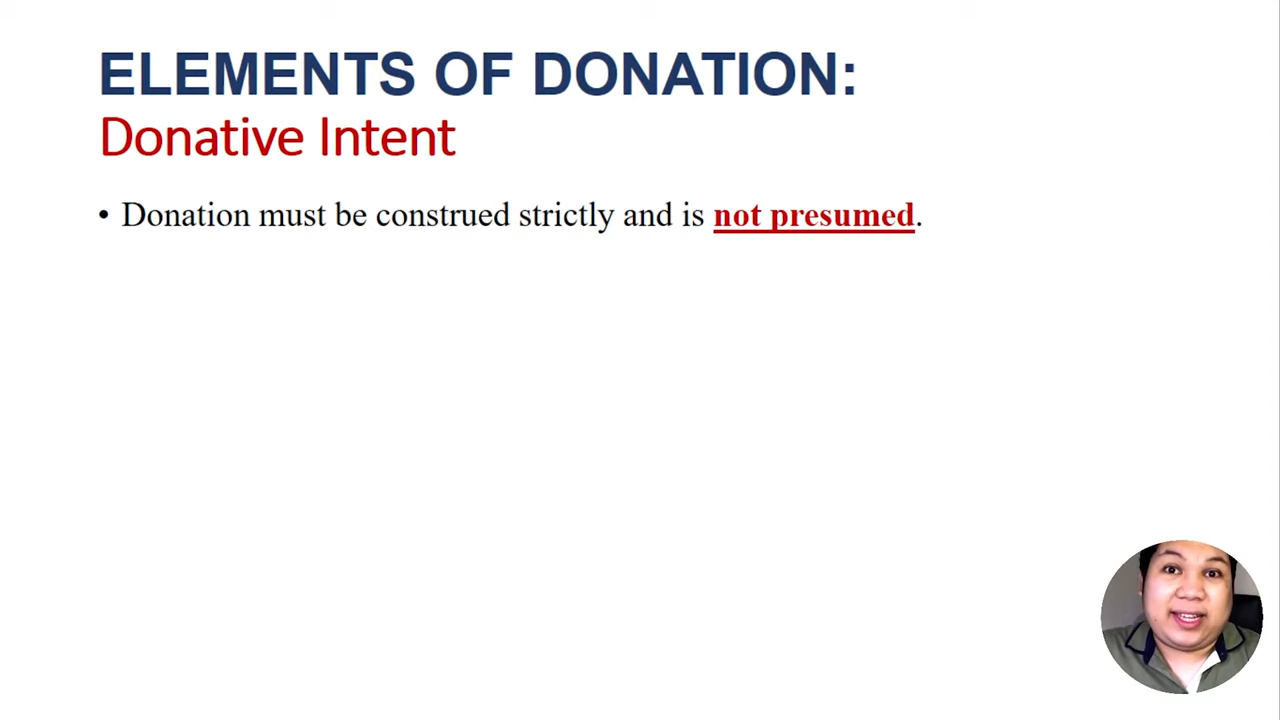 ELEMENTS OF DONATION:
Donative Intent
• Donation must be construed strictly and is not presumed.